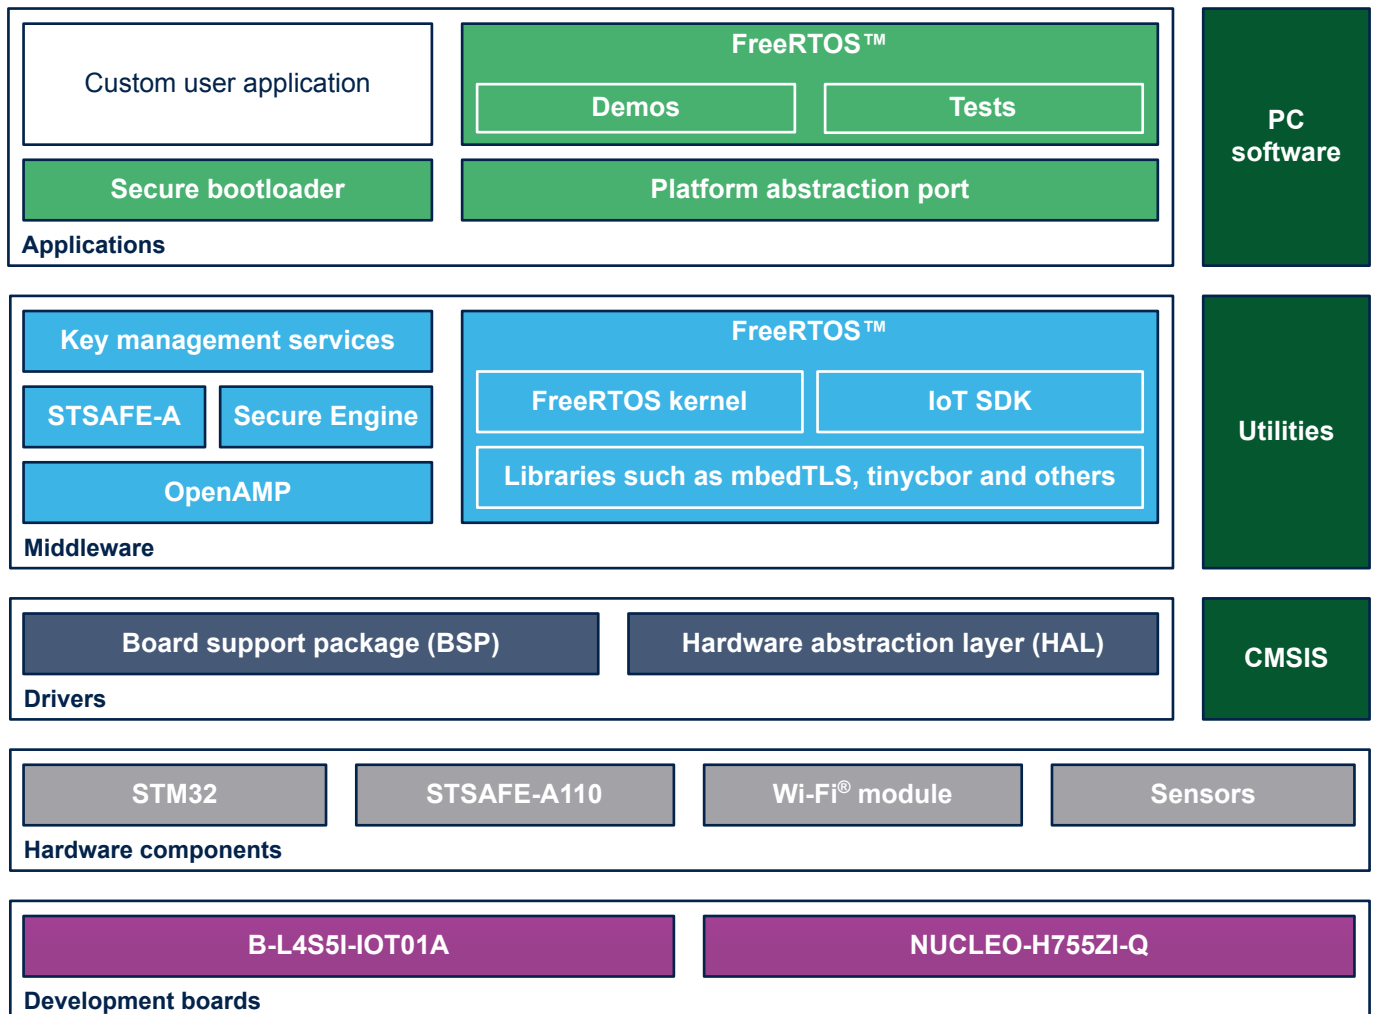 Custom user application
FreeRTOS™
Demos
Tests
Secure bootloader
Platform abstraction port
Applications
PC
software
Key management services
STSAFE-A
Secure Engine
OpenAMP
FreeRTOS™
FreeRTOS kernel
IoT SDK
Libraries such as mbedTLS, tinycbor and others
Middleware
Utilities
Board support package (BSP)
Hardware abstraction layer (HAL)
Drivers
CMSIS
STM32
STSAFE-A110
Wi-Fi® module
Sensors
Hardware components
B-L4S5I-IOT01A
NUCLEO-H755ZI-Q
Development boards